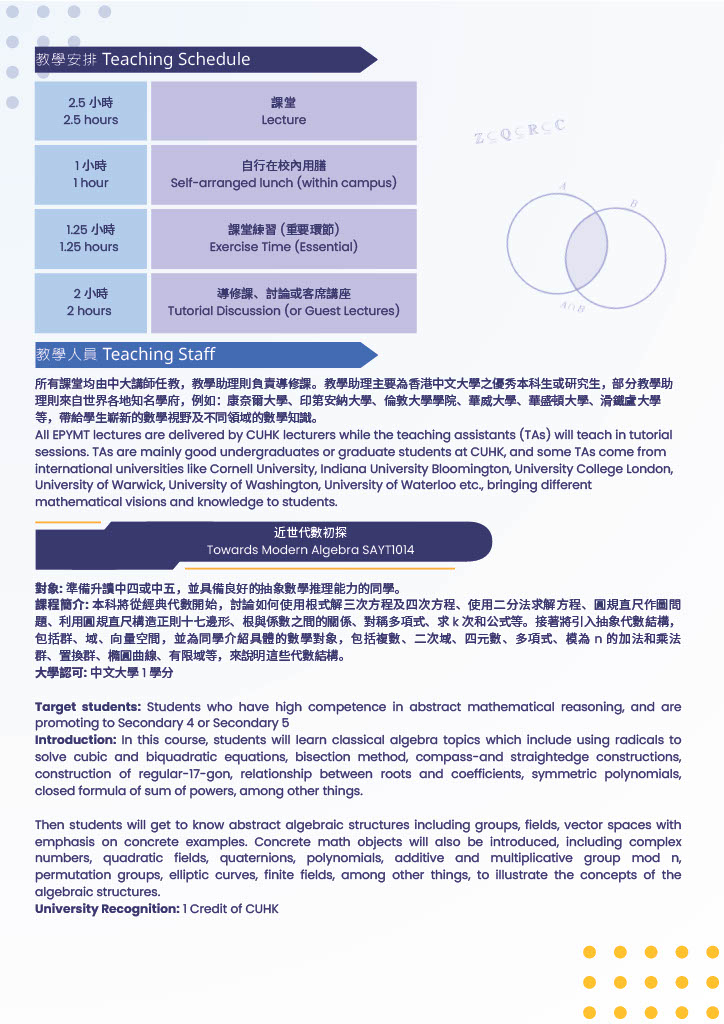 教學安排 Teaching Schedule
2.5 小時
2.5 hours
課堂
Lecture
1 小時
1 hour
自行在校內用膳
Self-arranged lunch (within campus)
1.25 小時
1.25 hours
課堂練習 (重要環節)
Exercise Time (Essential)
2 小時
2 hours
導修課、討論或客席講座
Tutorial Discussion (or Guest Lectures)
Z⊆Q⊆R⊆C
A
B
A∩B
教學人員 Teaching Staff
所有課堂均由中大講師任教，教學助理則負責導修課。教學助理主要為香港中文大學之優秀本科生或研究生，部分教學助
理則來自世界各地知名學府，例如：康奈爾大學、印第安納大學、倫敦大學學院、華威大學、華盛頓大學、滑鐵盧大學
等，帶給學生嶄新的數學視野及不同領域的數學知識。
All EPYMT lectures are delivered by CUHK lecturers while the teaching assistants (TAs) will teach in tutorial
sessions. TAs are mainly good undergraduates or graduate students at CUHK, and some TAs come from
international universities like Cornell University, Indiana University Bloomington, University College London,
University of Warwick, University of Washington, University of Waterloo etc., bringing different
mathematical visions and knowledge to students.
近世代數初探
Towards Modern Algebra SAYT1014
對象: 準備升讀中四或中五，並具備良好的抽象數學推理能力的同學。
課程簡介: 本科將從經典代數開始，討論如何使用根式解三次方程及四次方程、使用二分法求解方程、圓規直尺作圖問
題、利用圓規直尺構造正則十七邊形、根與係數之間的關係、對稱多項式、求 k 次和公式等。接著將引入抽象代數結構，
包括群、域、向量空間，並為同學介紹具體的數學對象，包括複數、二次域、四元數、多項式、模為 n 的加法和乘法
群、置換群、橢圓曲線、有限域等，來說明這些代數結構。
大學認可: 中文大學 1 學分
Target students: Students who have high competence in abstract mathematical reasoning, and are
promoting to Secondary 4 or Secondary 5
Introduction: In this course, students will learn classical algebra topics which include using radicals to
solve cubic and biquadratic equations, bisection method, compass-and straightedge constructions,
construction of regular-17-gon, relationship between roots and coefficients, symmetric polynomials,
closed formula of sum of powers, among other things.
Then students will get to know abstract algebraic structures including groups, fields, vector spaces with
emphasis on concrete examples. Concrete math objects will also be introduced, including complex
numbers, quadratic fields, quaternions, polynomials, additive and multiplicative group mod n,
permutation groups, elliptic curves, finite fields, among other things, to illustrate the concepts of the
algebraic structures.
University Recognition: 1 Credit of CUHK